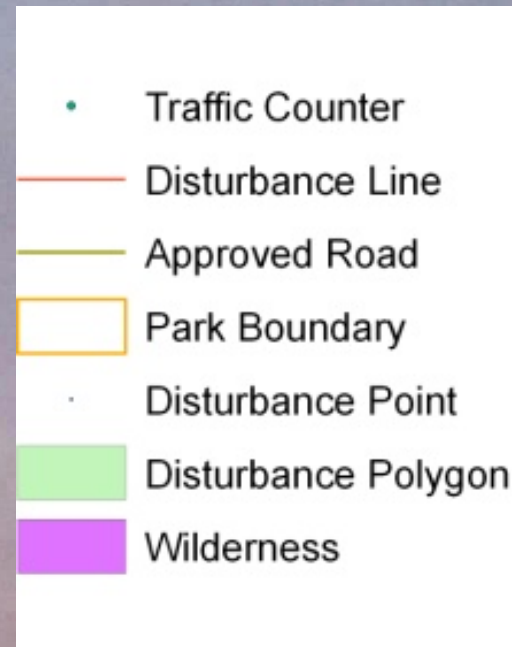 Traffic Counter
Disturbance Line
Approved Road
Park Boundary
Disturbance Point
Disturbance Polygon
Wilderness